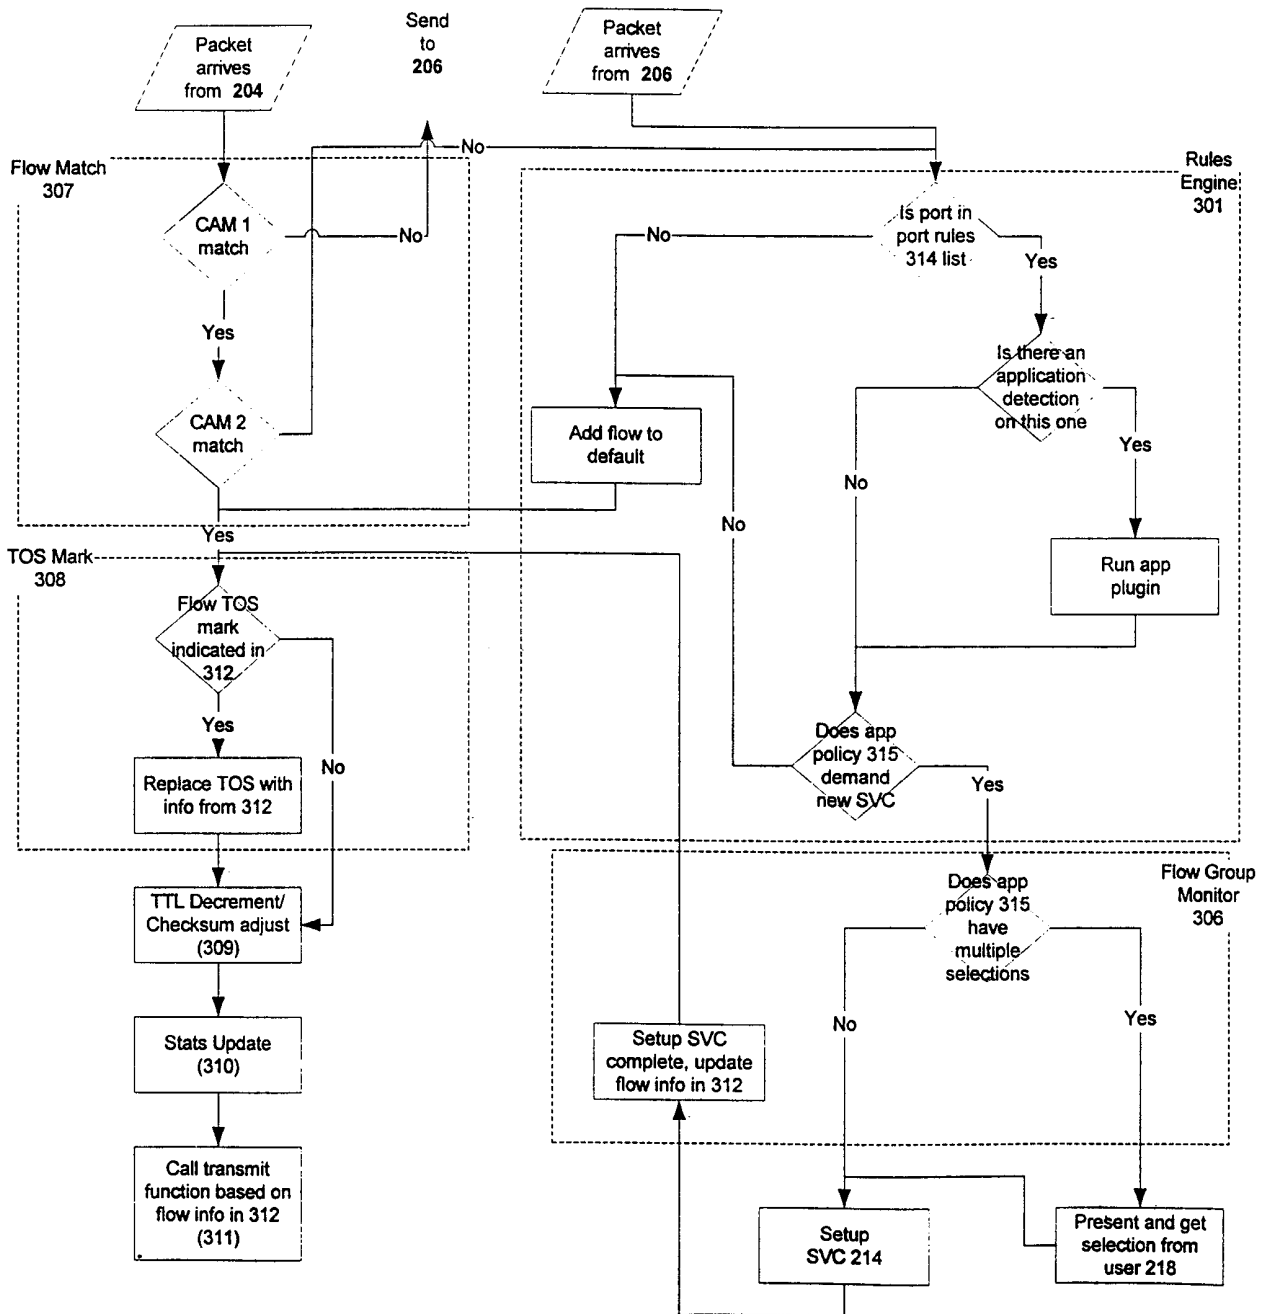 Packet
arrives
from 204
Send
to
206
Packet
arrives
from 206
No
Flow Match
307
Rules
Engine
301
CAM 1
match
No
Is port in
port rules
314 list
No
Yes
Yes
Is there an
application
detection
on this one
CAM 2
match
Add flow to
default
Yes
No
No
Yes
TOS Mark
308
Run app
plugin
Flow TOS
mark
indicated in
312
Yes
No
Does app
policy 315
demand
new SVC
Yes
Replace TOS with
info from 312
Flow Group
Monitor
306
Does app
policy 315
have
multiple
selections
TTL Decrement/
Checksum adjust
(309)
No
Yes
Stats Update
(310)
Setup SVC
complete, update
flow info in 312
Call transmit
function based on
flow info in 312
(311)
Setup
SVC 214
Present and get
selection from
user 218